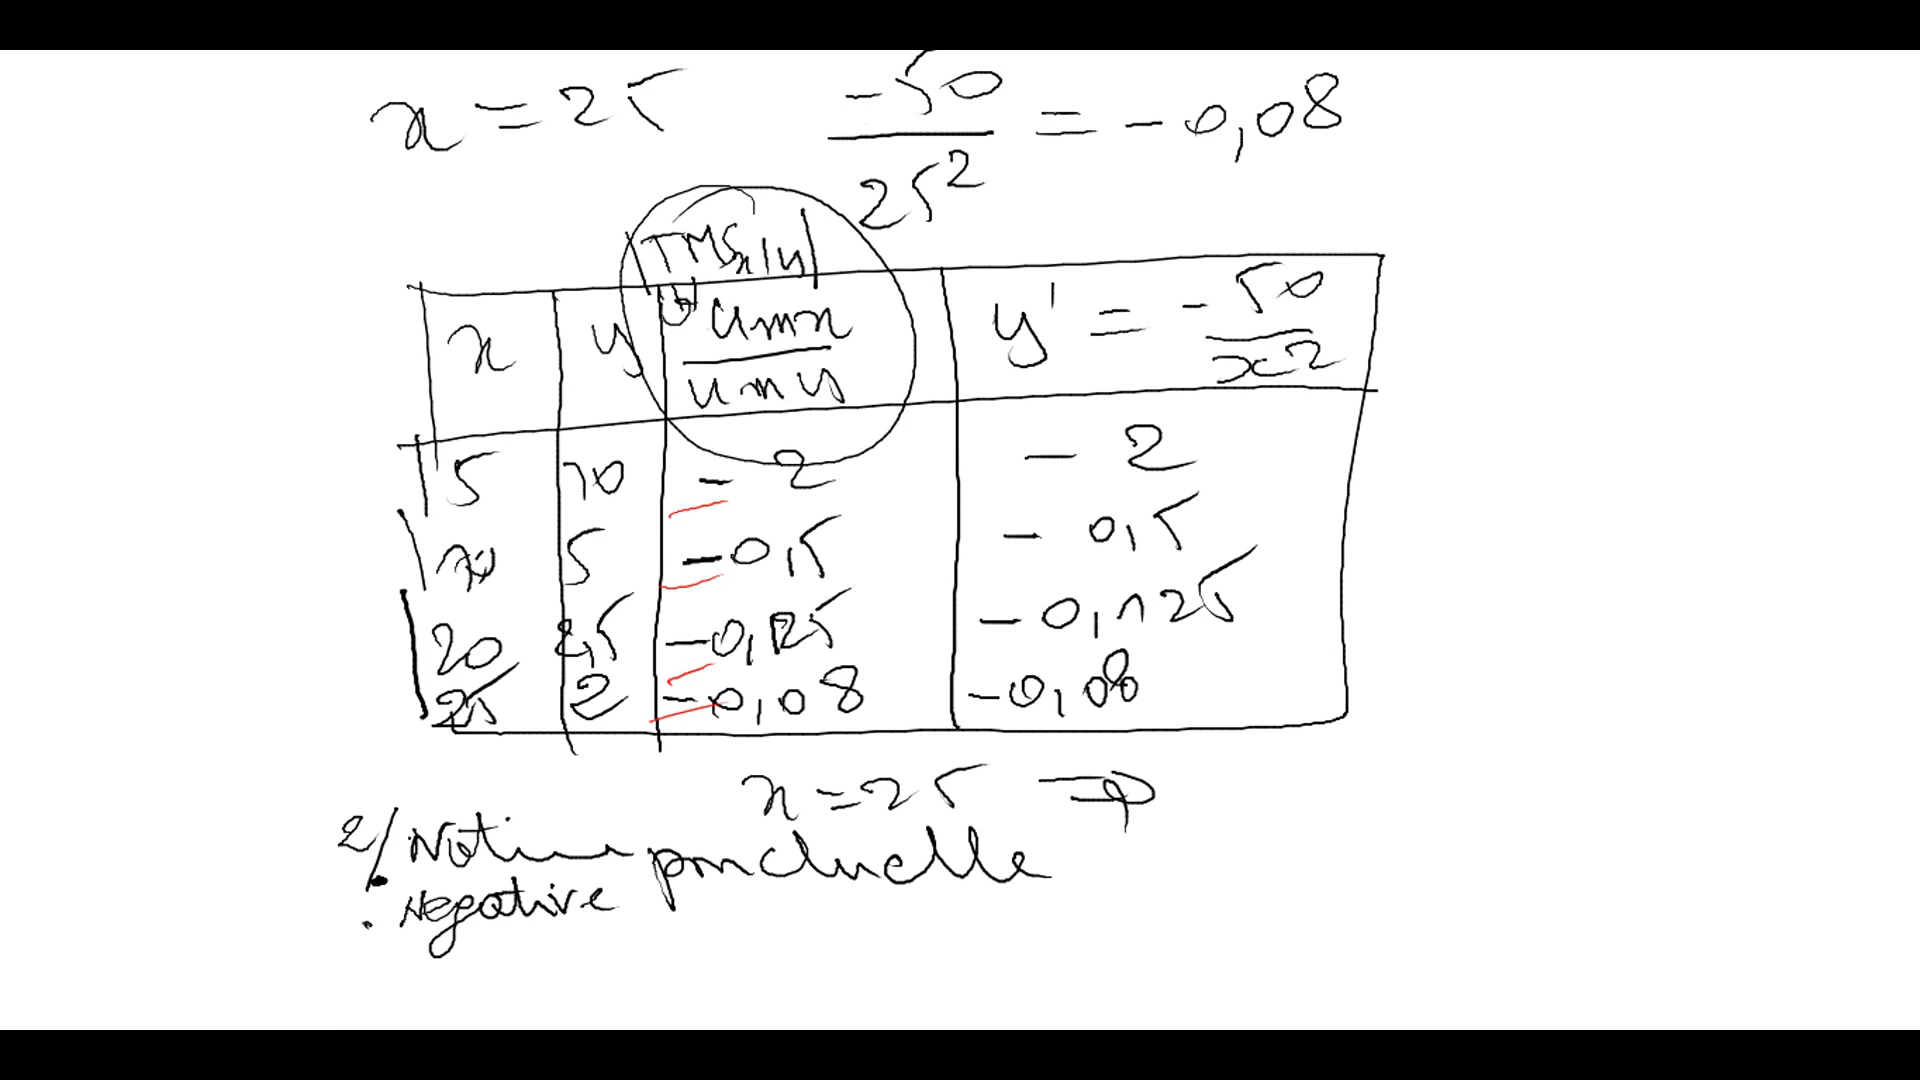 x = 25 -50 / 25² = -0,08
TMS x/y
x y Umx / Umy y' = -50 / x2
5 10 - 2 - 2
10 5 -0,5 - 0,5
20 2,5 -0,125 -0,125
25 2 -0,08 -0,08
x = 25 ⇒
2/ Notion ponctuelle
. Negative